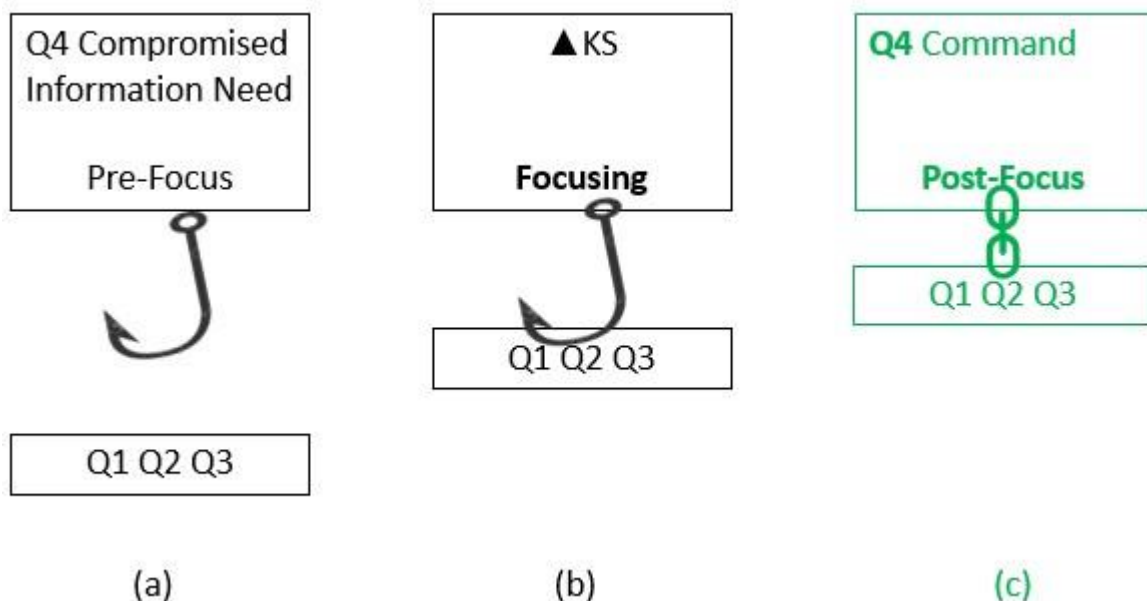 Q4 Compromised
Information Need
Pre-Focus
Q1 Q2 Q3
(a)
▲KS
Focusing
Q1 Q2 Q3
(b)
Q4 Command
Post-Focus
Q1 Q2 Q3
(c)